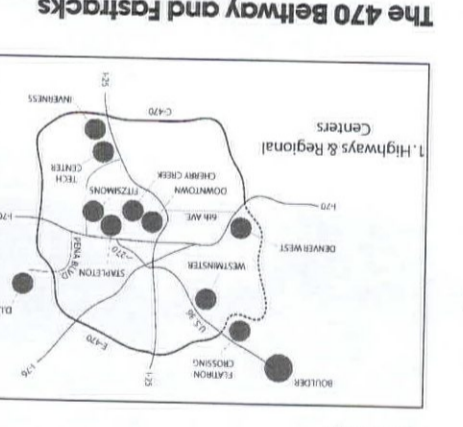 The 470 Beltway and Fastracks
1. Highways & Regional
Centers
BOULDER
FLATIRON
CROSSING
I-25
I-76
U.S. 36
E-470
WESTMINSTER
DENVER WEST
STAPLETON
I-270
PENA BLVD
I-70
6th AVE.
I-70
DOWNTOWN
CHERRY CREEK
FITZSIMONS
TECH
CENTER
INVERNESS
C-470
I-25